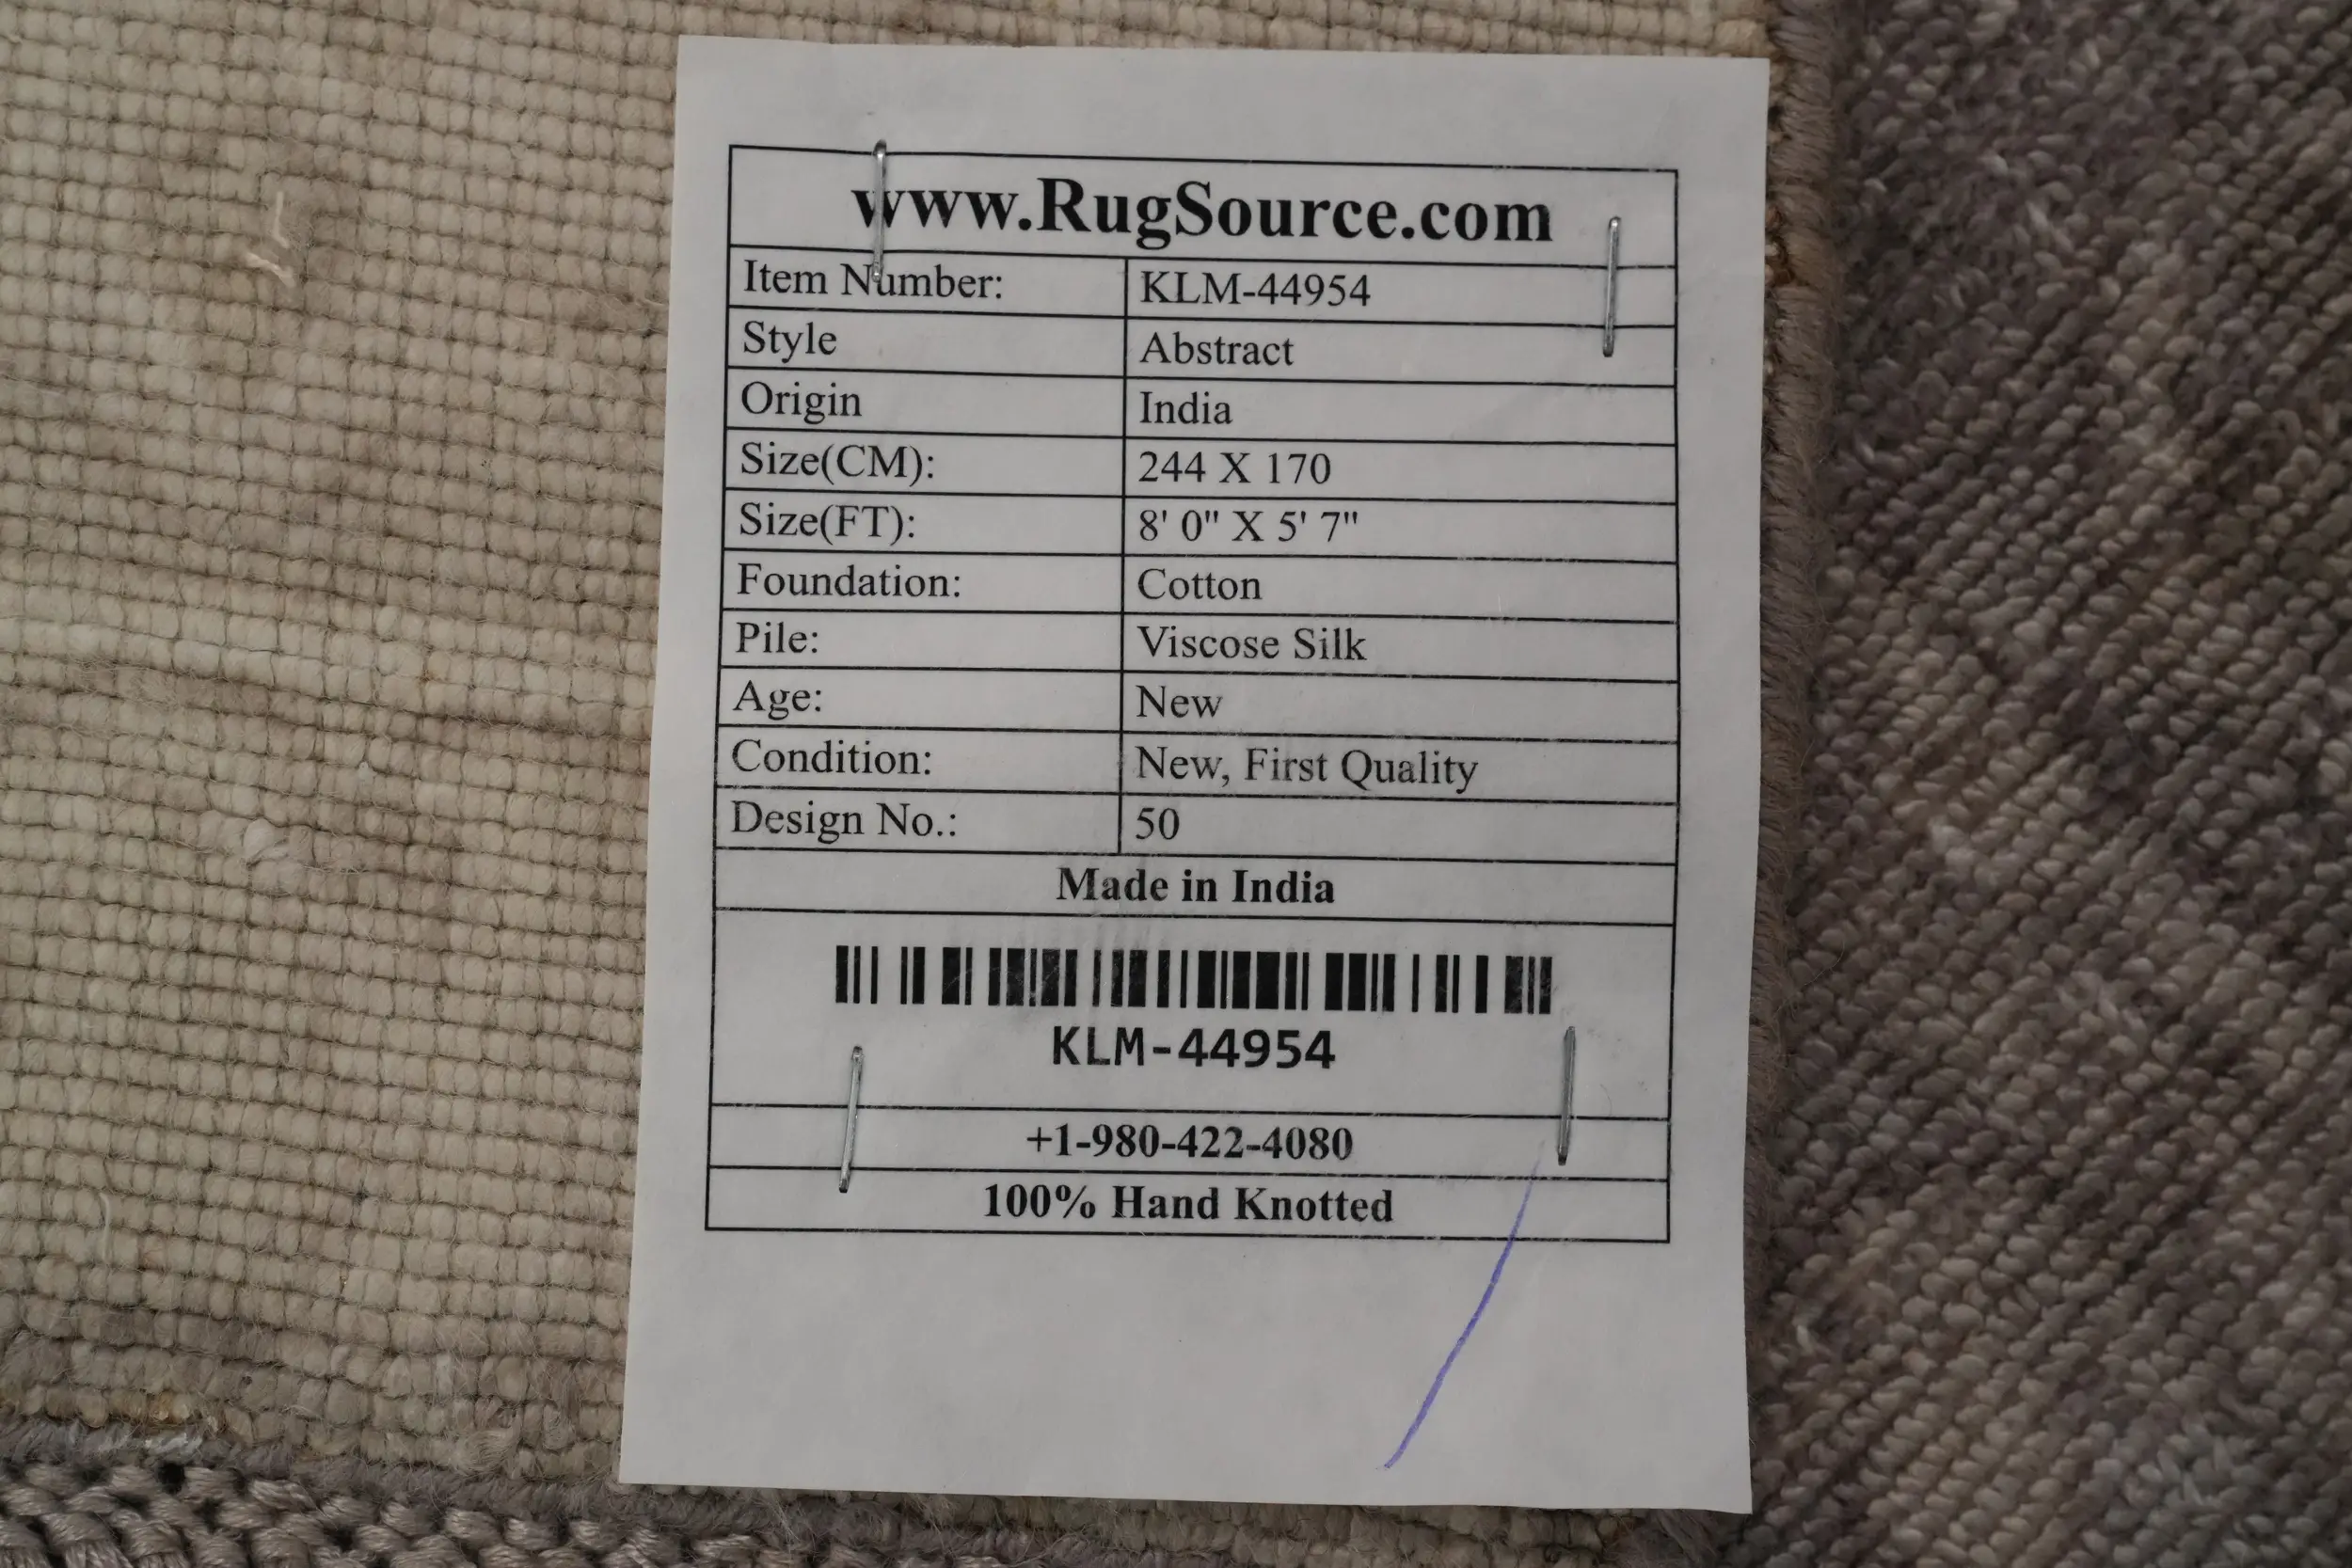 www.RugSource.com
Item Number: KLM-44954
Style Abstract
Origin India
Size(CM): 244 X 170
Size(FT): 8' 0" X 5' 7"
Foundation: Cotton
Pile: Viscose Silk
Age: New
Condition: New, First Quality
Design No.: 50
Made in India
KLM-44954
+1-980-422-4080
100% Hand Knotted